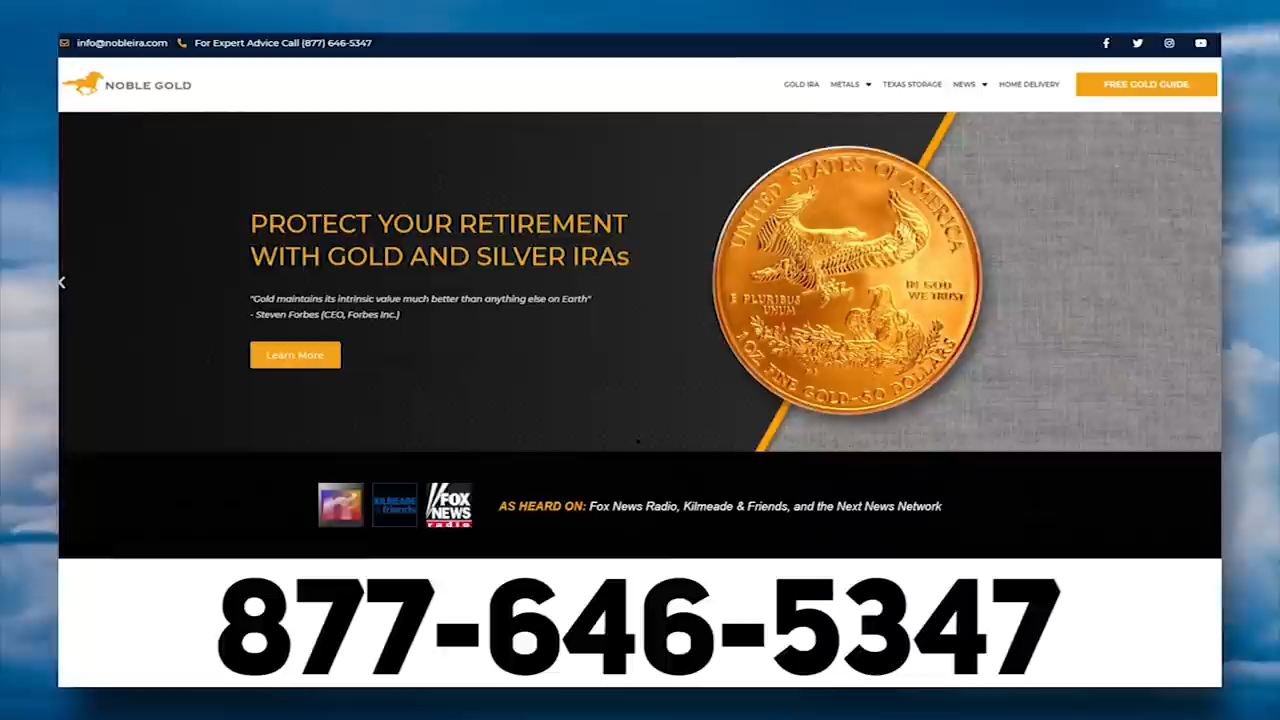 info@nobleira.com For Expert Advice Call (877) 646-5347
NOBLE GOLD
GOLD IRA METALS TEXAS STORAGE NEWS HOME DELIVERY FREE GOLD GUIDE
PROTECT YOUR RETIREMENT
WITH GOLD AND SILVER IRAs
"Gold maintains its intrinsic value much better than anything else on Earth"
- Steven Forbes (CEO, Forbes Inc.)
Learn More
UNITED STATES OF AMERICA
IN GOD
WE TRUST
E PLURIBUS
UNUM
1 OZ. FINE GOLD~50 DOLLARS
KILMEADE
& friends
FOX
NEWS
radio
AS HEARD ON: Fox News Radio, Kilmeade & Friends, and the Next News Network
877-646-5347